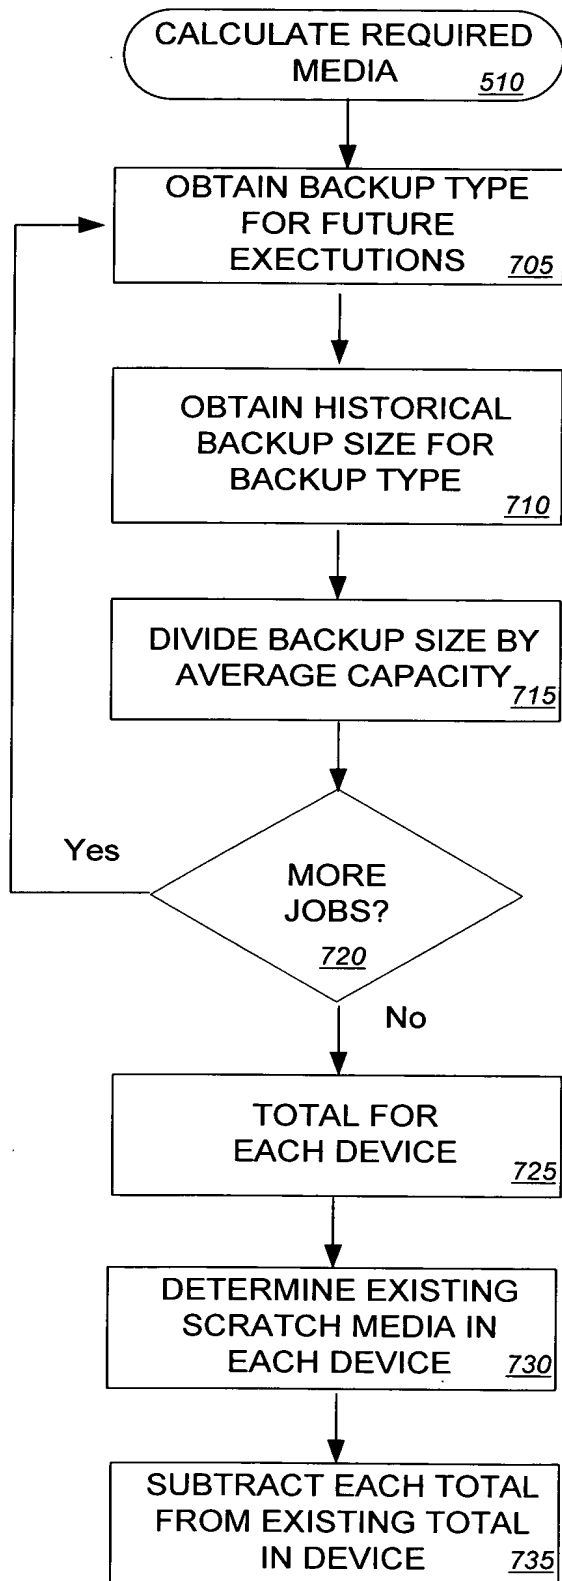 CALCULATE REQUIRED
MEDIA
510
OBTAIN BACKUP TYPE
FOR FUTURE
EXECTUTIONS
705
OBTAIN HISTORICAL
BACKUP SIZE FOR
BACKUP TYPE
710
DIVIDE BACKUP SIZE BY
AVERAGE CAPACITY
715
Yes
MORE
JOBS?
720
No
TOTAL FOR
EACH DEVICE
725
DETERMINE EXISTING
SCRATCH MEDIA IN
EACH DEVICE
730
SUBTRACT EACH TOTAL
FROM EXISTING TOTAL
IN DEVICE
735